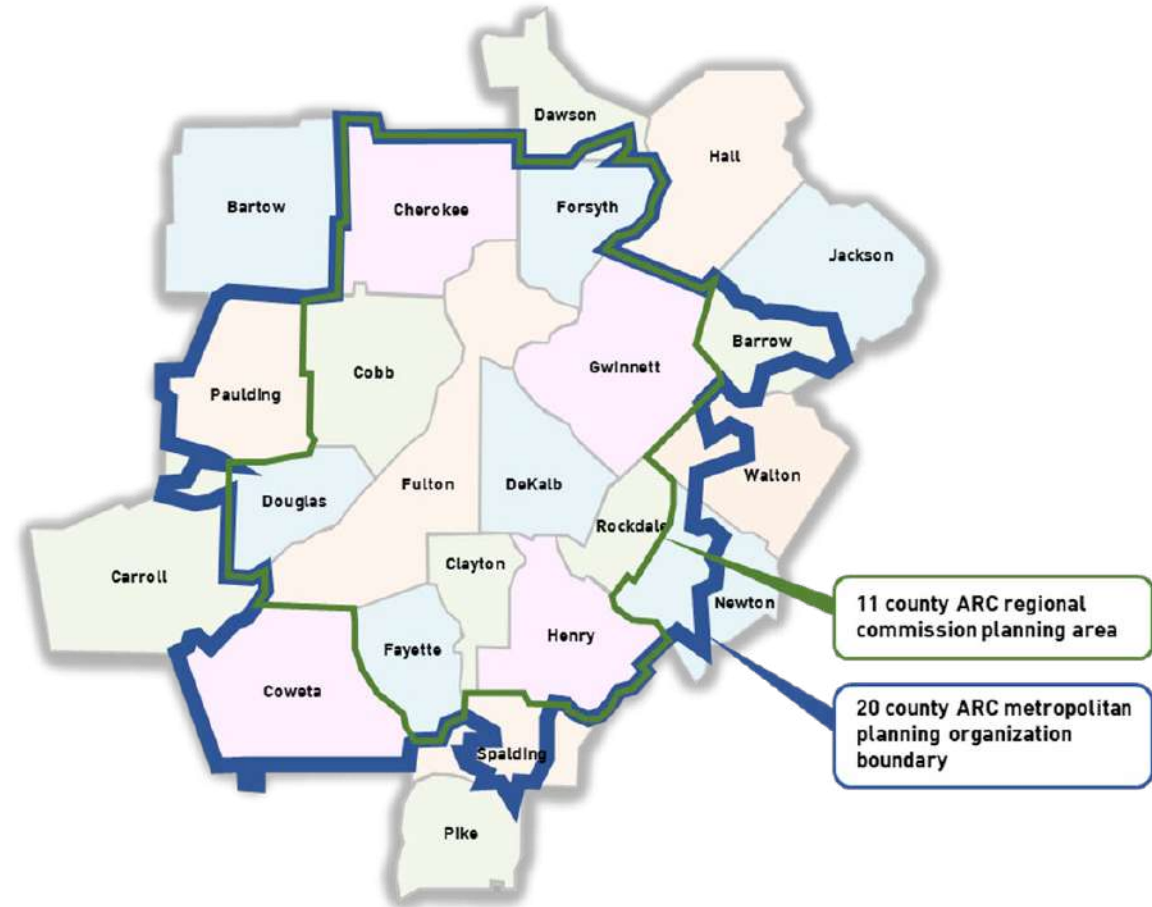 Dawson
Hall
Bartow
Cherokee
Forsyth
Jackson
Barrow
Cobb
Gwinnett
Paulding
Walton
Fulton
DeKalb
Douglas
Rockdale
Clayton
Carroll
Newton
Henry
Fayette
Coweta
Spalding
Pike
11 county ARC regional
commission planning area
20 county ARC metropolitan
planning organization
boundary